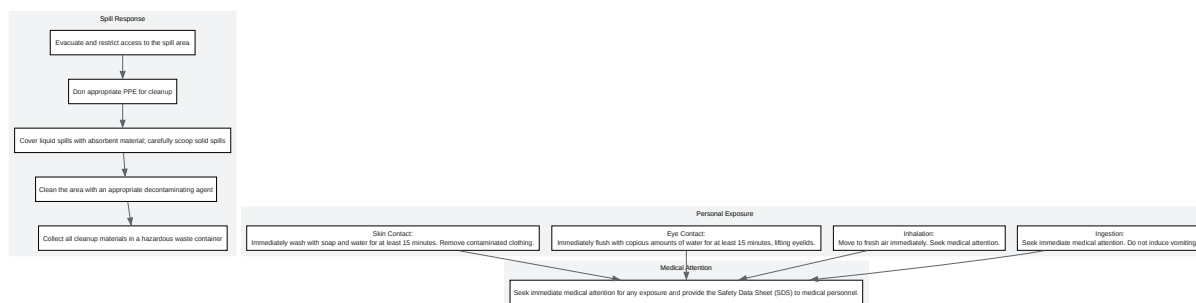 Spill Response
Evacuate and restrict access to the spill area
Don appropriate PPE for cleanup
Cover liquid spills with absorbent material; carefully scoop solid spills
Clean the area with an appropriate decontaminating agent
Collect all cleanup materials in a hazardous waste container
Personal Exposure
Skin Contact:
Immediately wash with soap and water for at least 15 minutes. Remove contaminated clothing.
Eye Contact:
Immediately flush with copious amounts of water for at least 15 minutes, lifting eyelids.
Inhalation:
Move to fresh air immediately. Seek medical attention.
Ingestion:
Seek immediate medical attention. Do not induce vomiting
Medical Attention
Seek immediate medical attention for any exposure and provide the Safety Data Sheet (SDS) to medical personnel.